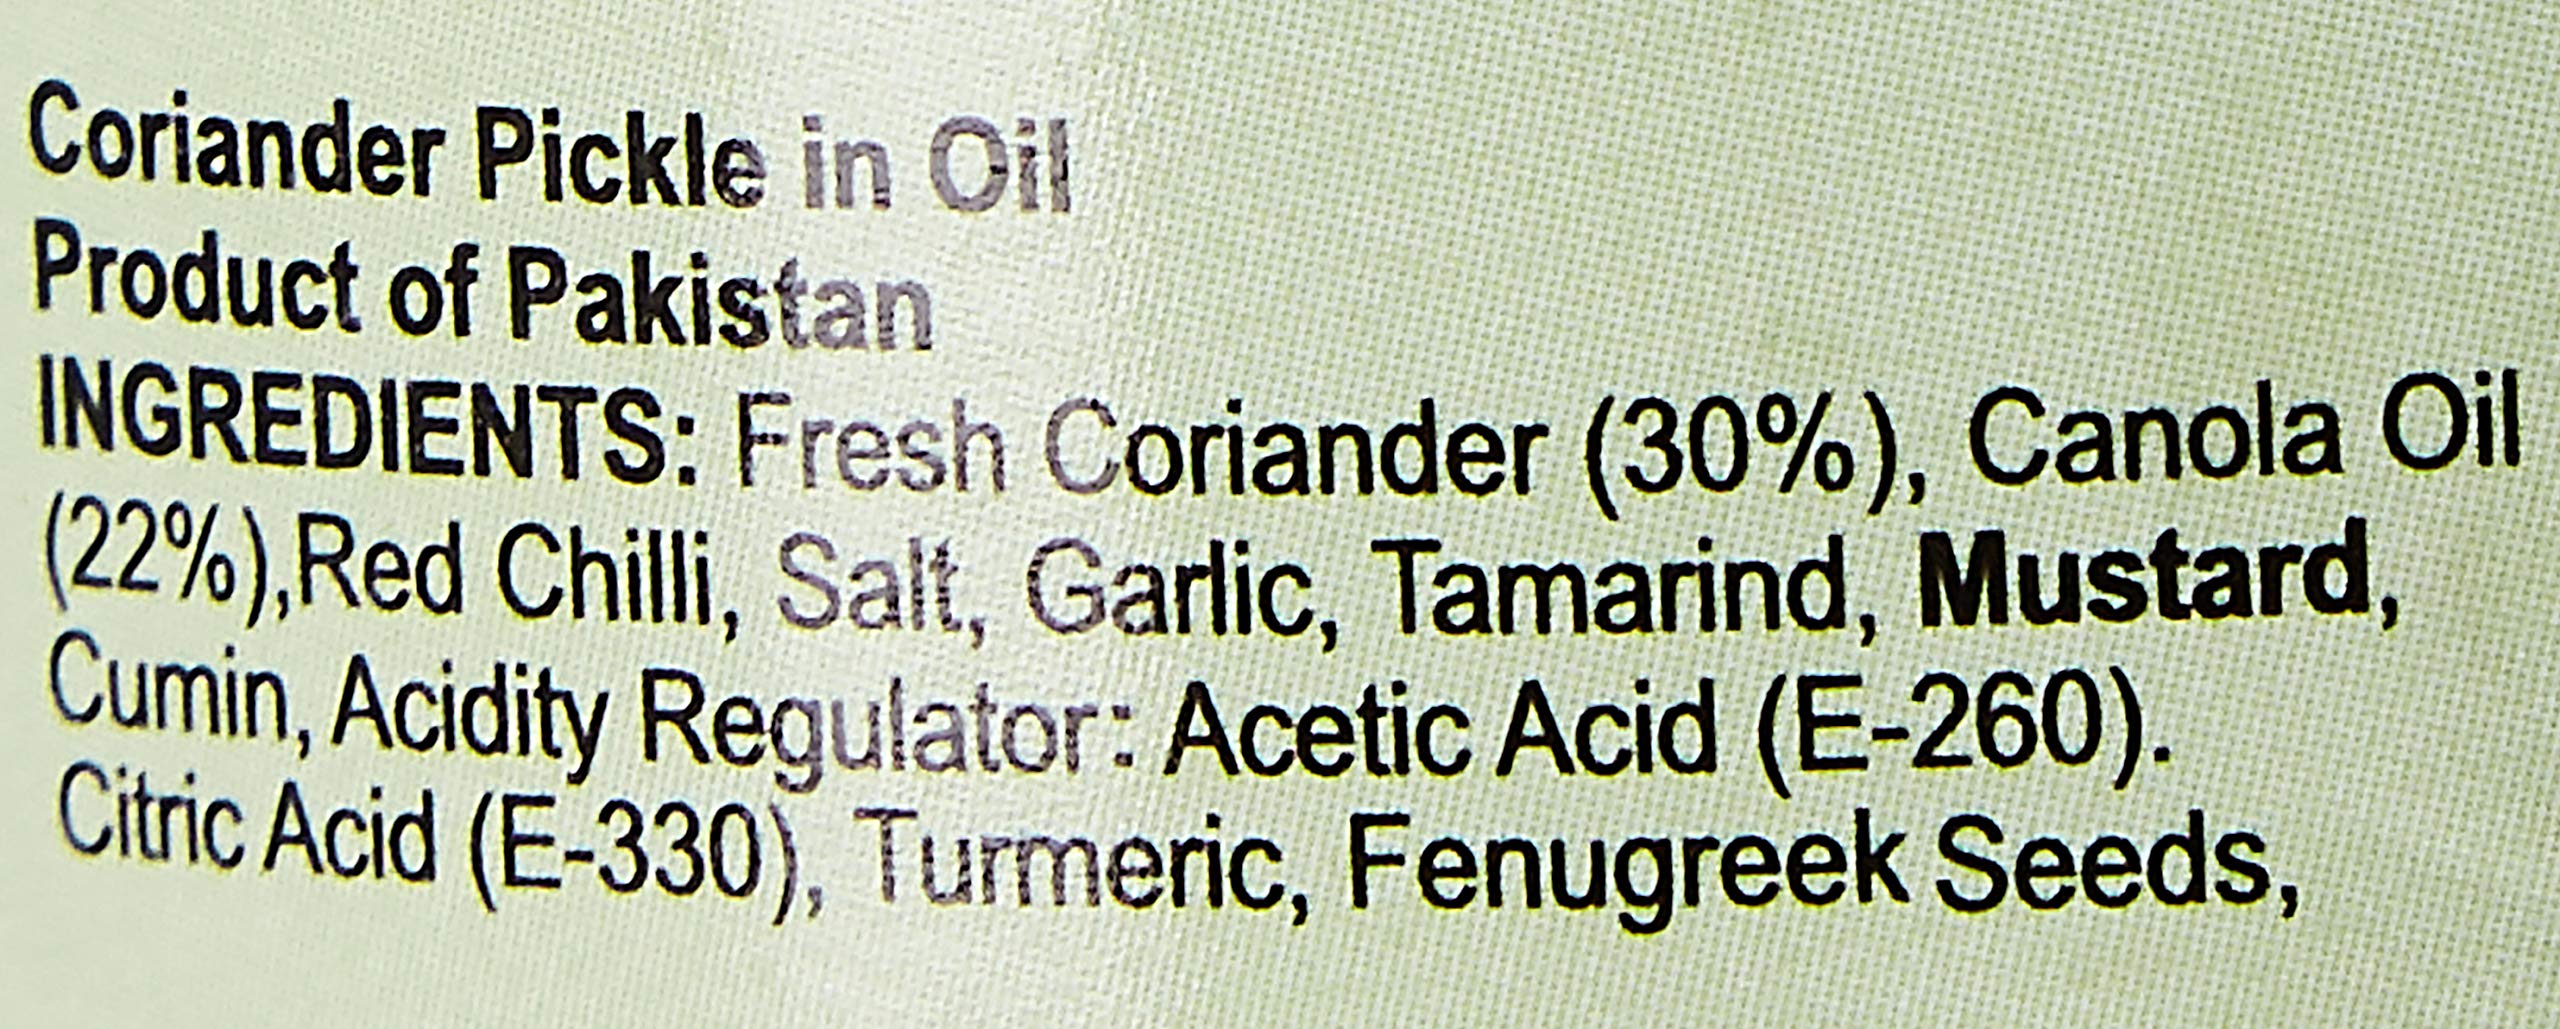 Coriander Pickle in Oil
Product of Pakistan
INGREDIENTS: Fresh Coriander (30%), Canola Oil
(22%),Red Chilli, Salt, Garlic, Tamarind, Mustard,
Cumin, Acidity Regulator: Acetic Acid (E-260).
Citric Acid (E-330), Turmeric, Fenugreek Seeds,